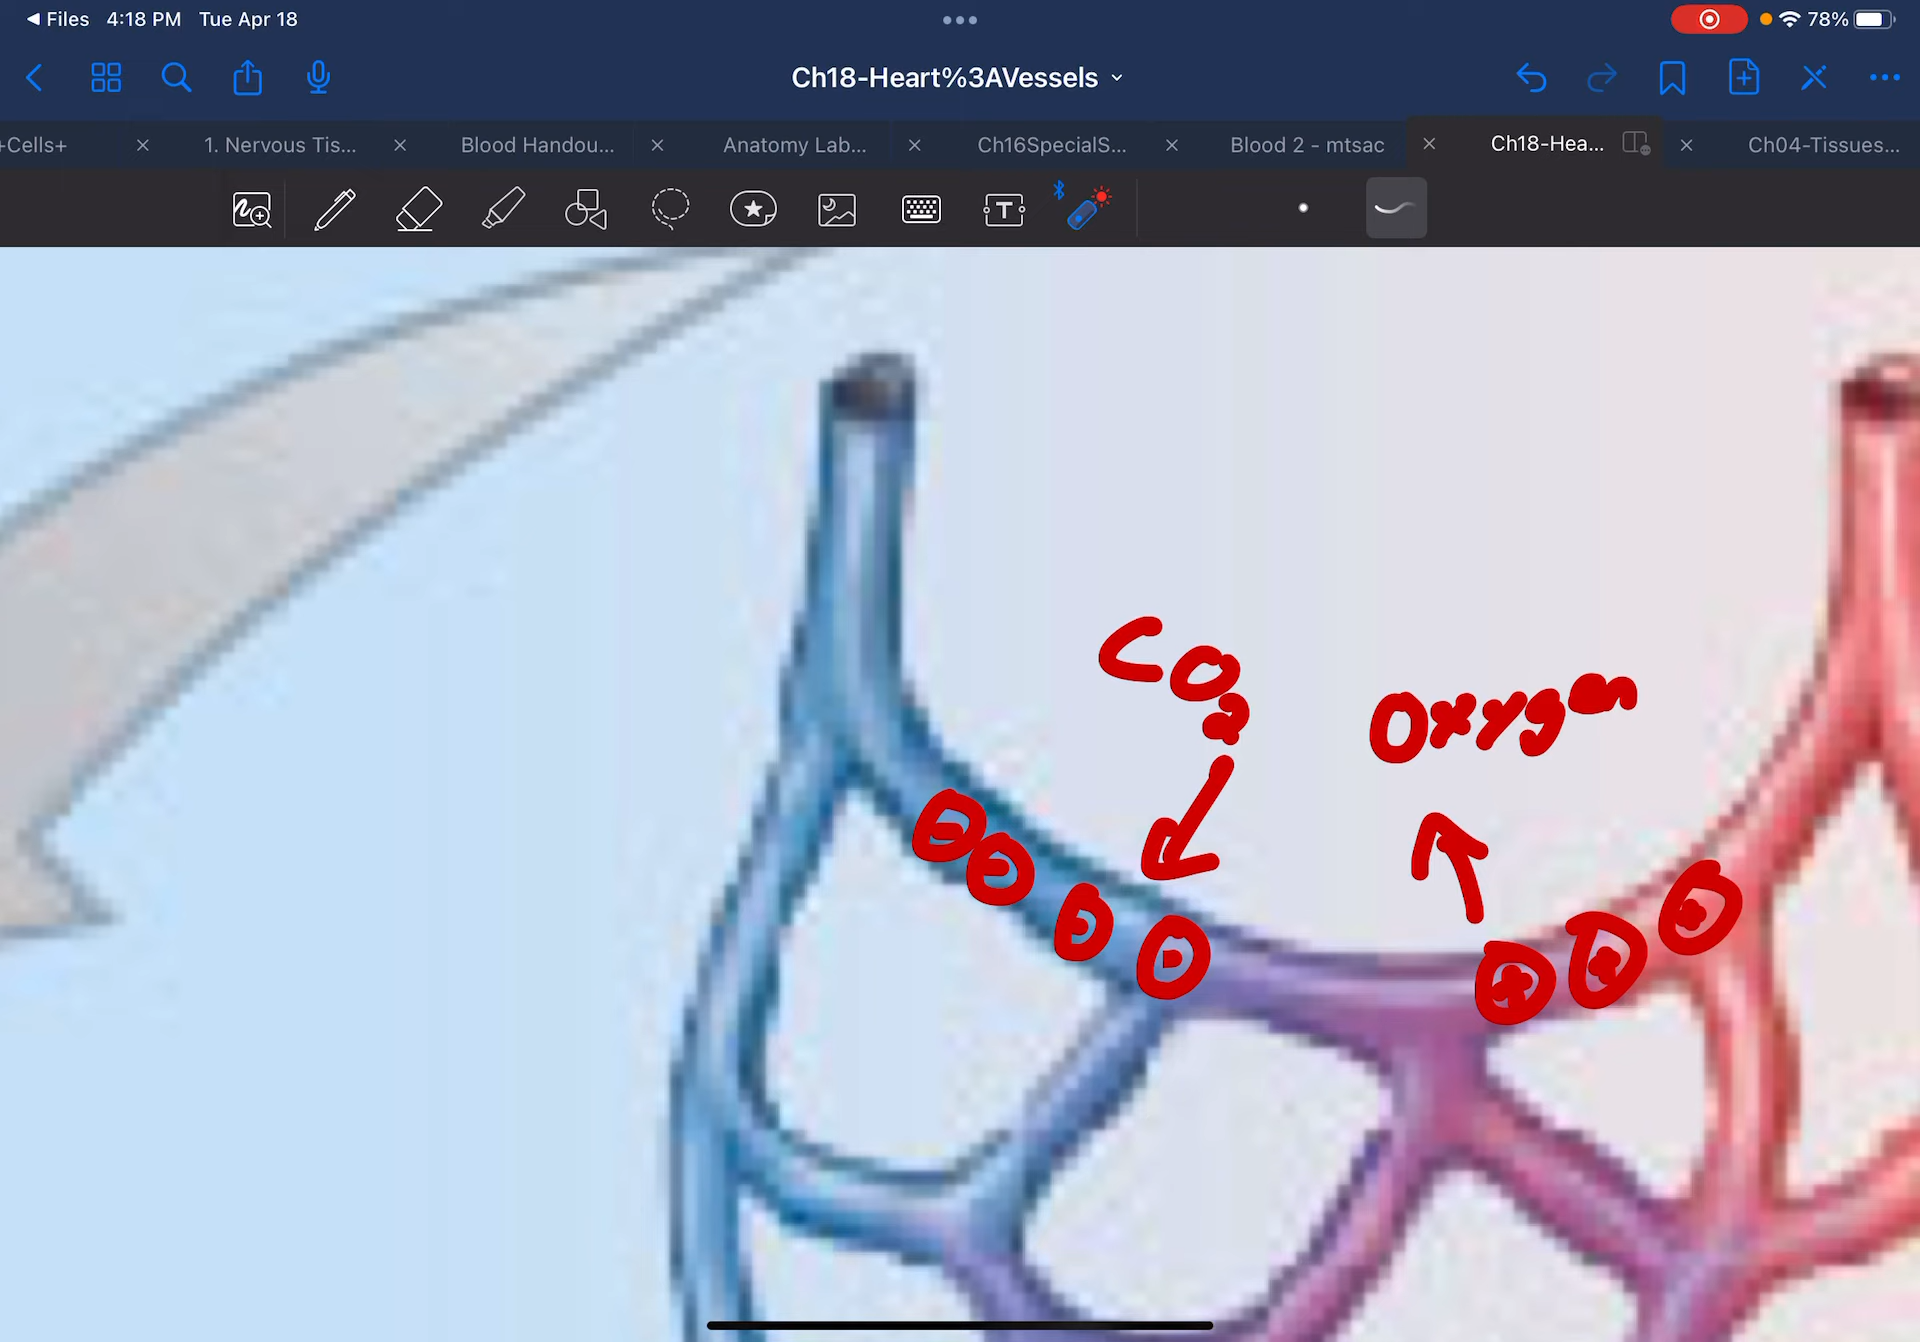 Files 4:18 PM Tue Apr 18 78%
Ch18-Heart%3AVessels
+Cells+ 1. Nervous Tis... Blood Handou... Anatomy Lab... Ch16SpecialS... Blood 2 - mtsac Ch18-Hea... Ch04-Tissues...
T
CO2
Oxygen